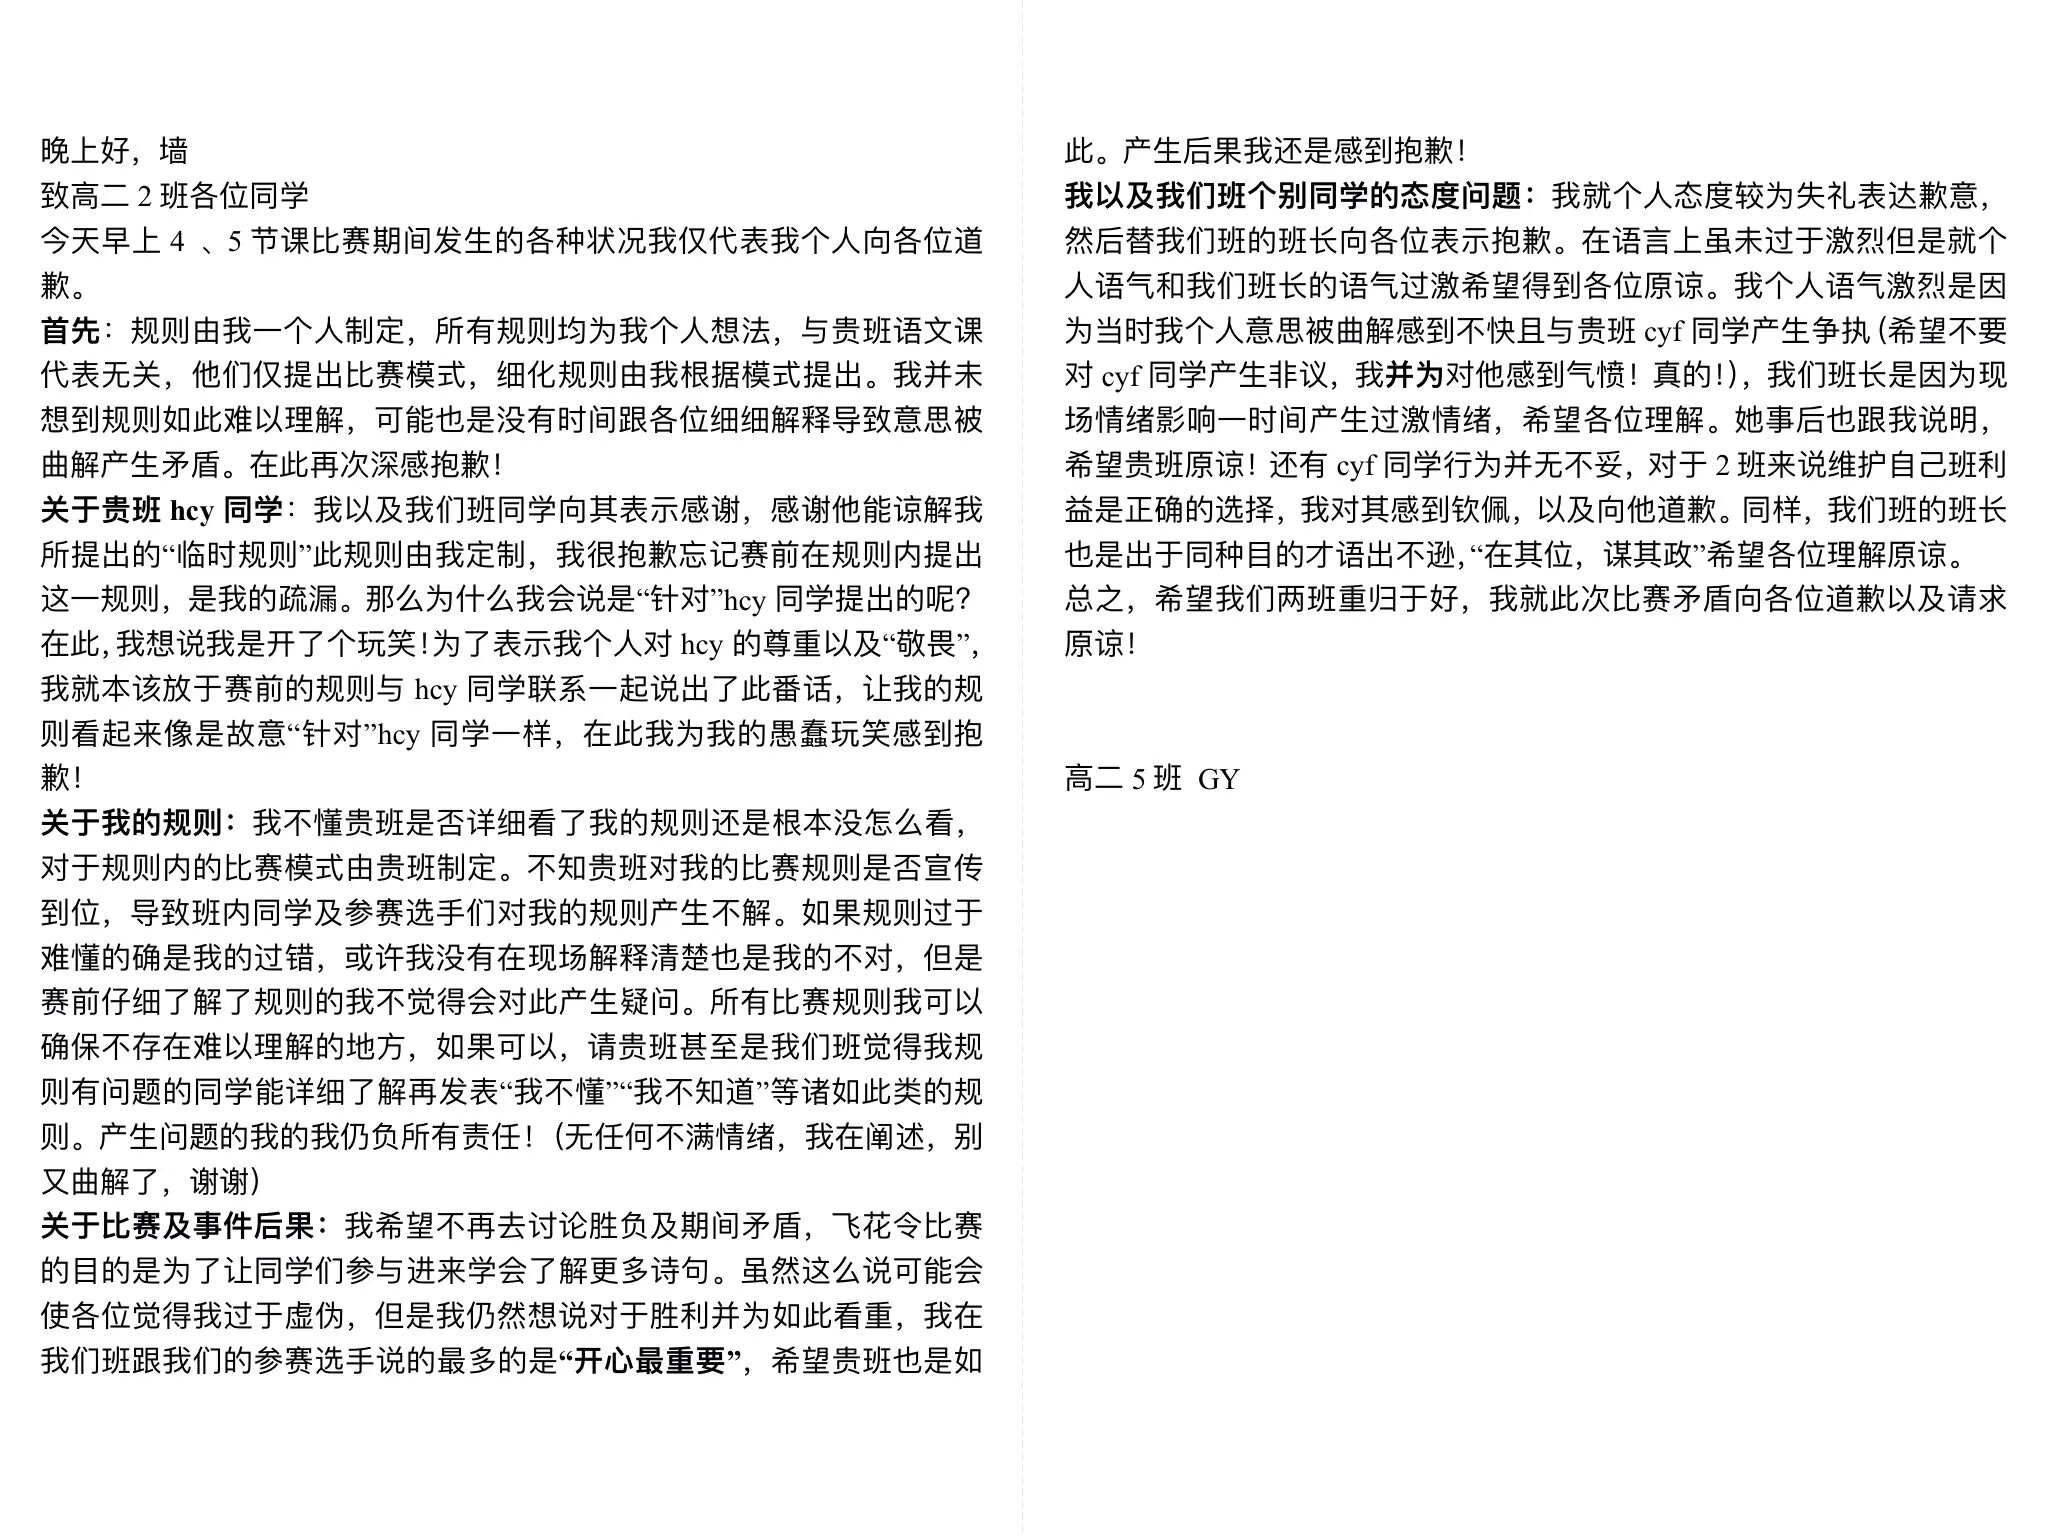 晚上好，墙
致高二 2 班各位同学
今天早上 4 、5 节课比赛期间发生的各种状况我仅代表我个人向各位道
歉。
首先：规则由我一个人制定，所有规则均为我个人想法，与贵班语文课
代表无关，他们仅提出比赛模式，细化规则由我根据模式提出。我并未
想到规则如此难以理解，可能也是没有时间跟各位细细解释导致意思被
曲解产生矛盾。在此再次深感抱歉！
关于贵班 hcy 同学：我以及我们班同学向其表示感谢，感谢他能谅解我
所提出的“临时规则”此规则由我定制，我很抱歉忘记赛前在规则内提出
这一规则，是我的疏漏。那么为什么我会说是“针对”hcy 同学提出的呢？
在此，我想说我是开了个玩笑！为了表示我个人对 hcy 的尊重以及“敬畏”，
我就本该放于赛前的规则与 hcy 同学联系一起说出了此番话，让我的规
则看起来像是故意“针对”hcy 同学一样，在此我为我的愚蠢玩笑感到抱
歉！
关于我的规则：我不懂贵班是否详细看了我的规则还是根本没怎么看，
对于规则内的比赛模式由贵班制定。不知贵班对我的比赛规则是否宣传
到位，导致班内同学及参赛选手们对我的规则产生不解。如果规则过于
难懂的确是我的过错，或许我没有在现场解释清楚也是我的不对，但是
赛前仔细了解了规则的我不觉得会对此产生疑问。所有比赛规则我可以
确保不存在难以理解的地方，如果可以，请贵班甚至是我们班觉得我规
则有问题的同学能详细了解再发表“我不懂”“我不知道”等诸如此类的规
则。产生问题的我的我仍负所有责任！（无任何不满情绪，我在阐述，别
又曲解了，谢谢）
关于比赛及事件后果：我希望不再去讨论胜负及期间矛盾，飞花令比赛
的目的是为了让同学们参与进来学会了解更多诗句。虽然这么说可能会
使各位觉得我过于虚伪，但是我仍然想说对于胜利并为如此看重，我在
我们班跟我们的参赛选手说的最多的是“开心最重要”，希望贵班也是如
此。产生后果我还是感到抱歉！
我以及我们班个别同学的态度问题：我就个人态度较为失礼表达歉意，
然后替我们班的班长向各位表示抱歉。在语言上虽未过于激烈但是就个
人语气和我们班长的语气过激希望得到各位原谅。我个人语气激烈是因
为当时我个人意思被曲解感到不快且与贵班 cyf 同学产生争执（希望不要
对 cyf 同学产生非议，我并为对他感到气愤！真的！），我们班长是因为现
场情绪影响一时间产生过激情绪，希望各位理解。她事后也跟我说明，
希望贵班原谅！还有 cyf 同学行为并无不妥，对于 2 班来说维护自己班利
益是正确的选择，我对其感到钦佩，以及向他道歉。同样，我们班的班长
也是出于同种目的才语出不逊，“在其位，谋其政”希望各位理解原谅。
总之，希望我们两班重归于好，我就此次比赛矛盾向各位道歉以及请求
原谅！
高二 5 班 GY